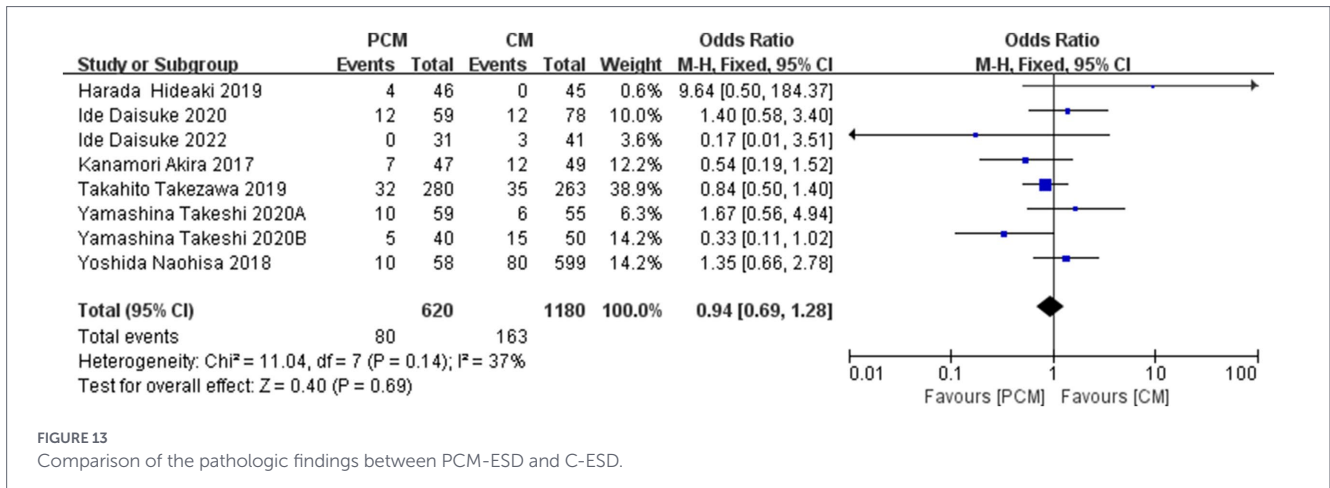 PCM CM Odds Ratio Odds Ratio
Study or Subgroup Events Total Events Total Weight M-H, Fixed, 95% CI M-H, Fixed, 95% CI
Harada Hideaki 2019 4 46 0 45 0.6% 9.64 [0.50, 184.37]
Ide Daisuke 2020 12 59 12 78 10.0% 1.40 [0.58, 3.40]
Ide Daisuke 2022 0 31 3 41 3.6% 0.17 [0.01, 3.51]
Kanamori Akira 2017 7 47 12 49 12.2% 0.54 [0.19, 1.52]
Takahito Takezawa 2019 32 280 35 263 38.9% 0.84 [0.50, 1.40]
Yamashina Takeshi 2020A 10 59 6 55 6.3% 1.67 [0.56, 4.94]
Yamashina Takeshi 2020B 5 40 15 50 14.2% 0.33 [0.11, 1.02]
Yoshida Naohisa 2018 10 58 80 599 14.2% 1.35 [0.66, 2.78]
Total (95% CI) 620 1180 100.0% 0.94 [0.69, 1.28]
Total events 80 163
Heterogeneity: Chi² = 11.04, df = 7 (P = 0.14); I² = 37%
Test for overall effect: Z = 0.40 (P = 0.69)
0.01 0.1 1 10 100
Favours [PCM] Favours [CM]
FIGURE 13
Comparison of the pathologic findings between PCM-ESD and C-ESD.